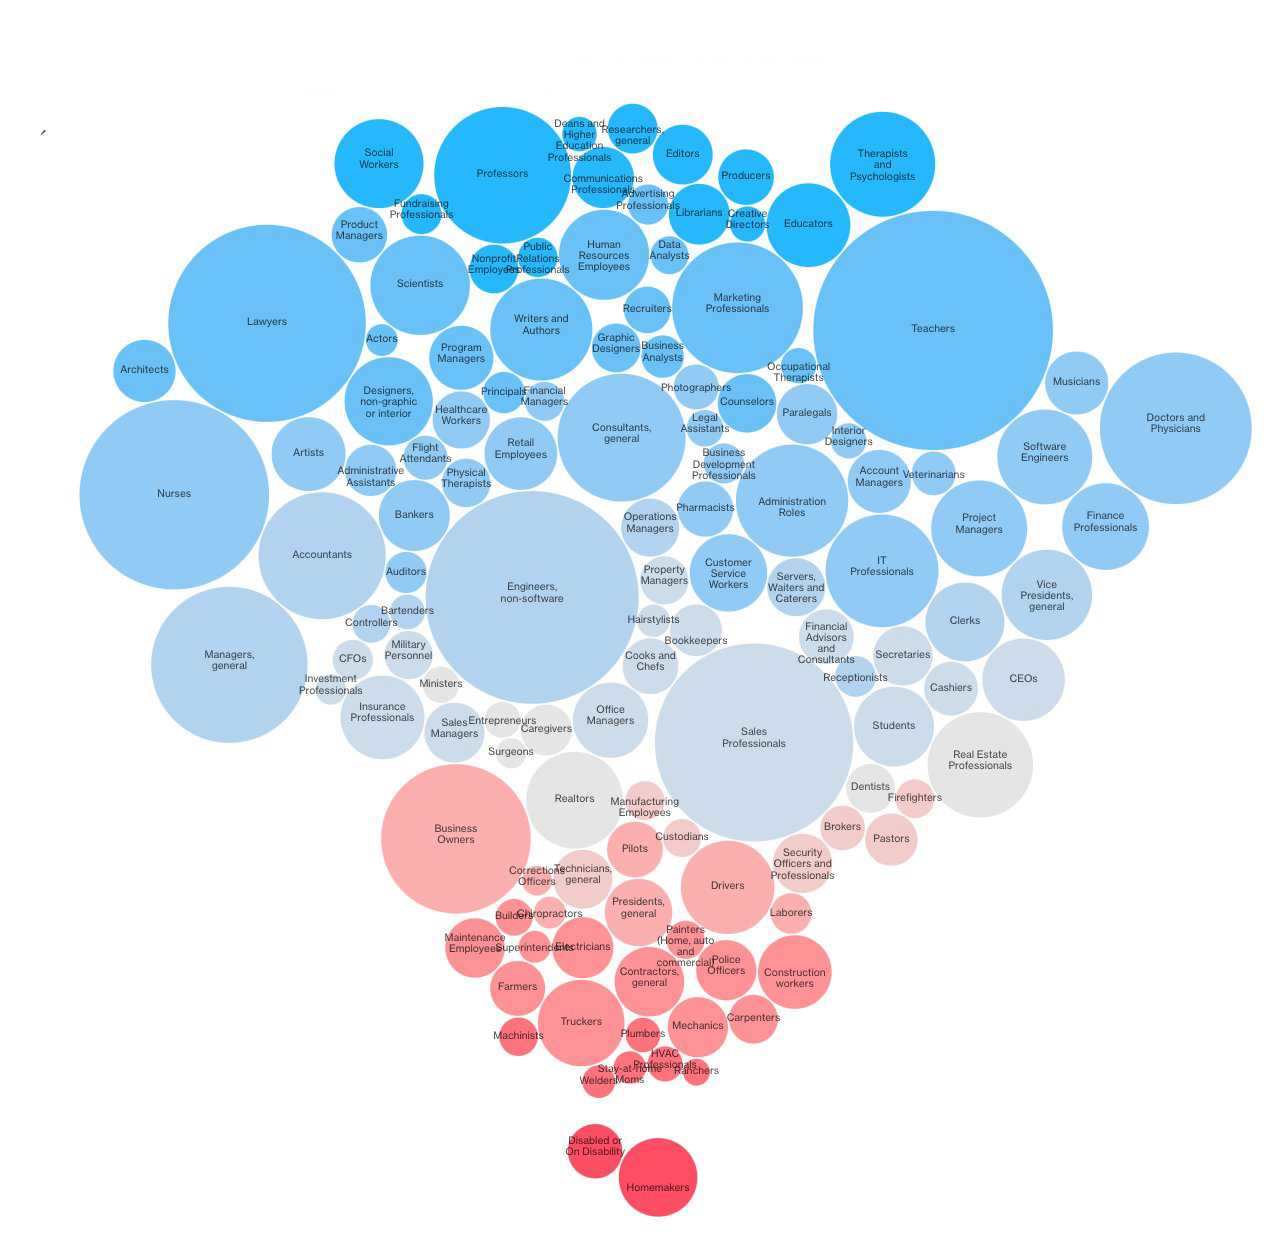 Deans and
Higher
Education
Professionals
Researchers,
general
Social
Workers
Professors
Editors
Therapists
and
Psychologists
Communications
Professionals
Producers
Advertising
Professionals
Fundraising
Professionals
Librarians
Creative
Directors
Educators
Product
Managers
Human
Resources
Employees
Data
Analysts
Public
Relations
Professionals
Nonprofit
Employees
Scientists
Marketing
Professionals
Recruiters
Lawyers
Writers and
Authors
Teachers
Actors
Graphic
Designers
Business
Analysts
Program
Managers
Architects
Occupational
Therapists
Musicians
Photographers
Principals
Financial
Managers
Designers,
non-graphic
or interior
Counselors
Healthcare
Workers
Paralegals
Doctors and
Physicians
Legal
Assistants
Consultants,
general
Interior
Designers
Retail
Employees
Artists
Flight
Attendants
Software
Engineers
Business
Development
Professionals
Administrative
Assistants
Physical
Therapists
Account
Managers
Veterinarians
Nurses
Administration
Roles
Pharmacists
Bankers
Operations
Managers
Project
Managers
Finance
Professionals
Accountants
IT
Professionals
Auditors
Property
Managers
Customer
Service
Workers
Servers,
Waiters and
Caterers
Engineers,
non-software
Vice
Presidents,
general
Bartenders
Controllers
Hairstylists
Clerks
Bookkeepers
Financial
Advisors
and
Consultants
Military
Personnel
CFOs
Managers,
general
Cooks and
Chefs
Secretaries
Receptionists
CEOs
Investment
Professionals
Ministers
Cashiers
Insurance
Professionals
Office
Managers
Sales
Managers
Entrepreneurs
Caregivers
Students
Sales
Professionals
Surgeons
Real Estate
Professionals
Dentists
Realtors
Manufacturing
Employees
Firefighters
Brokers
Business
Owners
Custodians
Pastors
Pilots
Security
Officers and
Professionals
Corrections
Officers
Technicians,
general
Drivers
Presidents,
general
Builders
Chiropractors
Laborers
Maintenance
Employees
Superintendents
Electricians
Painters
(Home, auto
and
commercial)
Police
Officers
Contractors,
general
Construction
workers
Farmers
Truckers
Carpenters
Mechanics
Machinists
Plumbers
HVAC
Professionals
Stay-at-home
Moms
Ranchers
Welders
Disabled or
On Disability
Homemakers